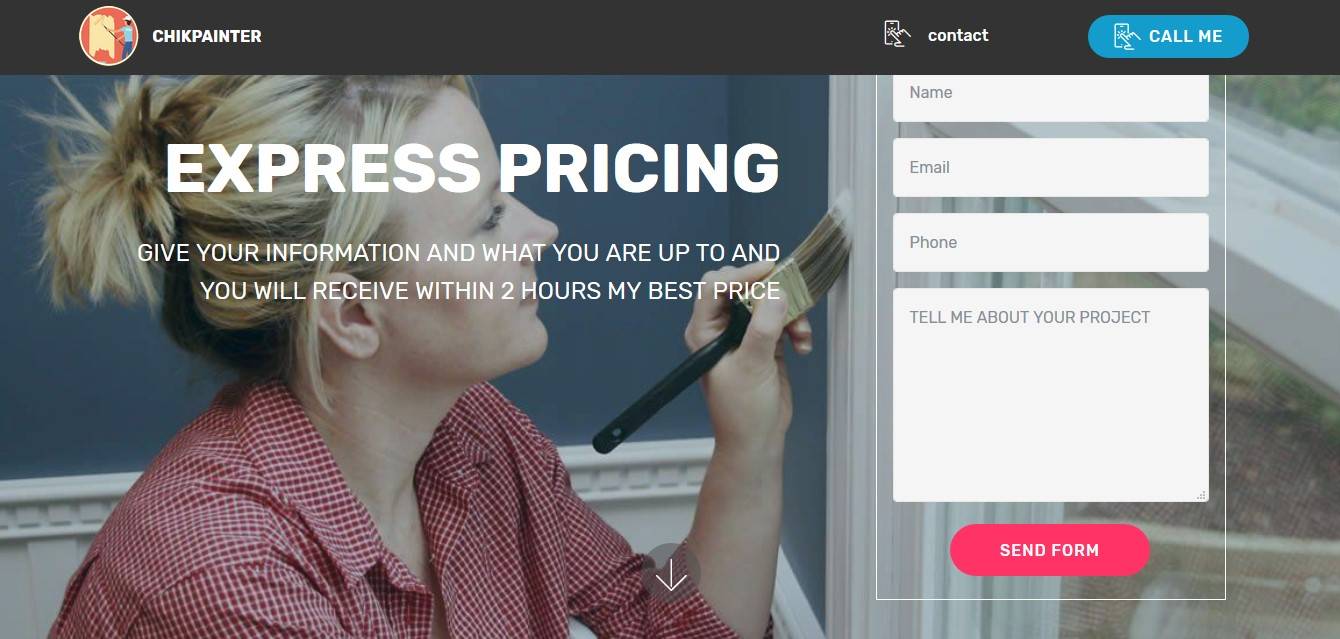 CHIKPAINTER
contact
CALL ME
EXPRESS PRICING
GIVE YOUR INFORMATION AND WHAT YOU ARE UP TO AND
YOU WILL RECEIVE WITHIN 2 HOURS MY BEST PRICE
Name
Email
Phone
TELL ME ABOUT YOUR PROJECT
SEND FORM